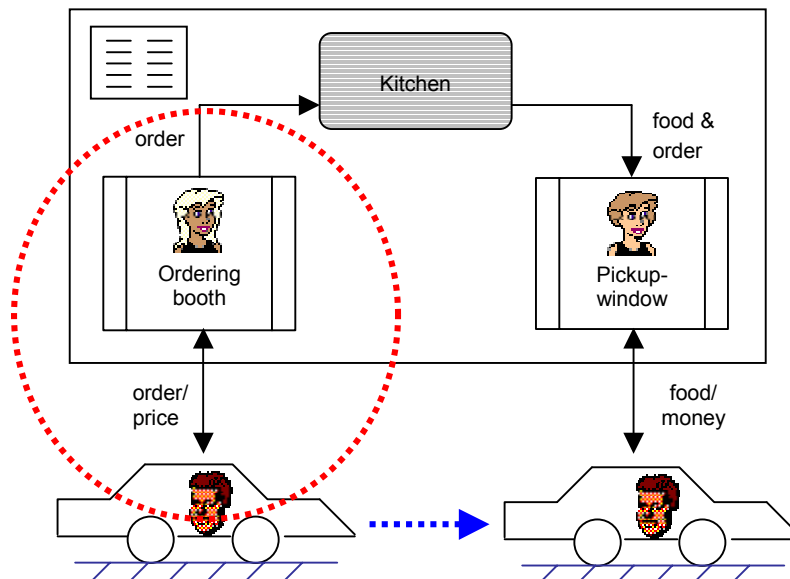 Kitchen
order
food &
order
Ordering
booth
Pickup-
window
order/
price
food/
money